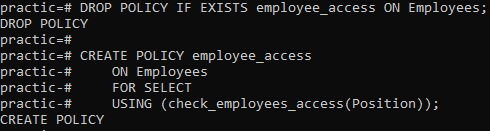 practic=# DROP POLICY IF EXISTS employee_access ON Employees;
DROP POLICY
practic=#
practic=# CREATE POLICY employee_access
practic-#     ON Employees
practic-#     FOR SELECT
practic-#     USING (check_employees_access(Position));
CREATE POLICY